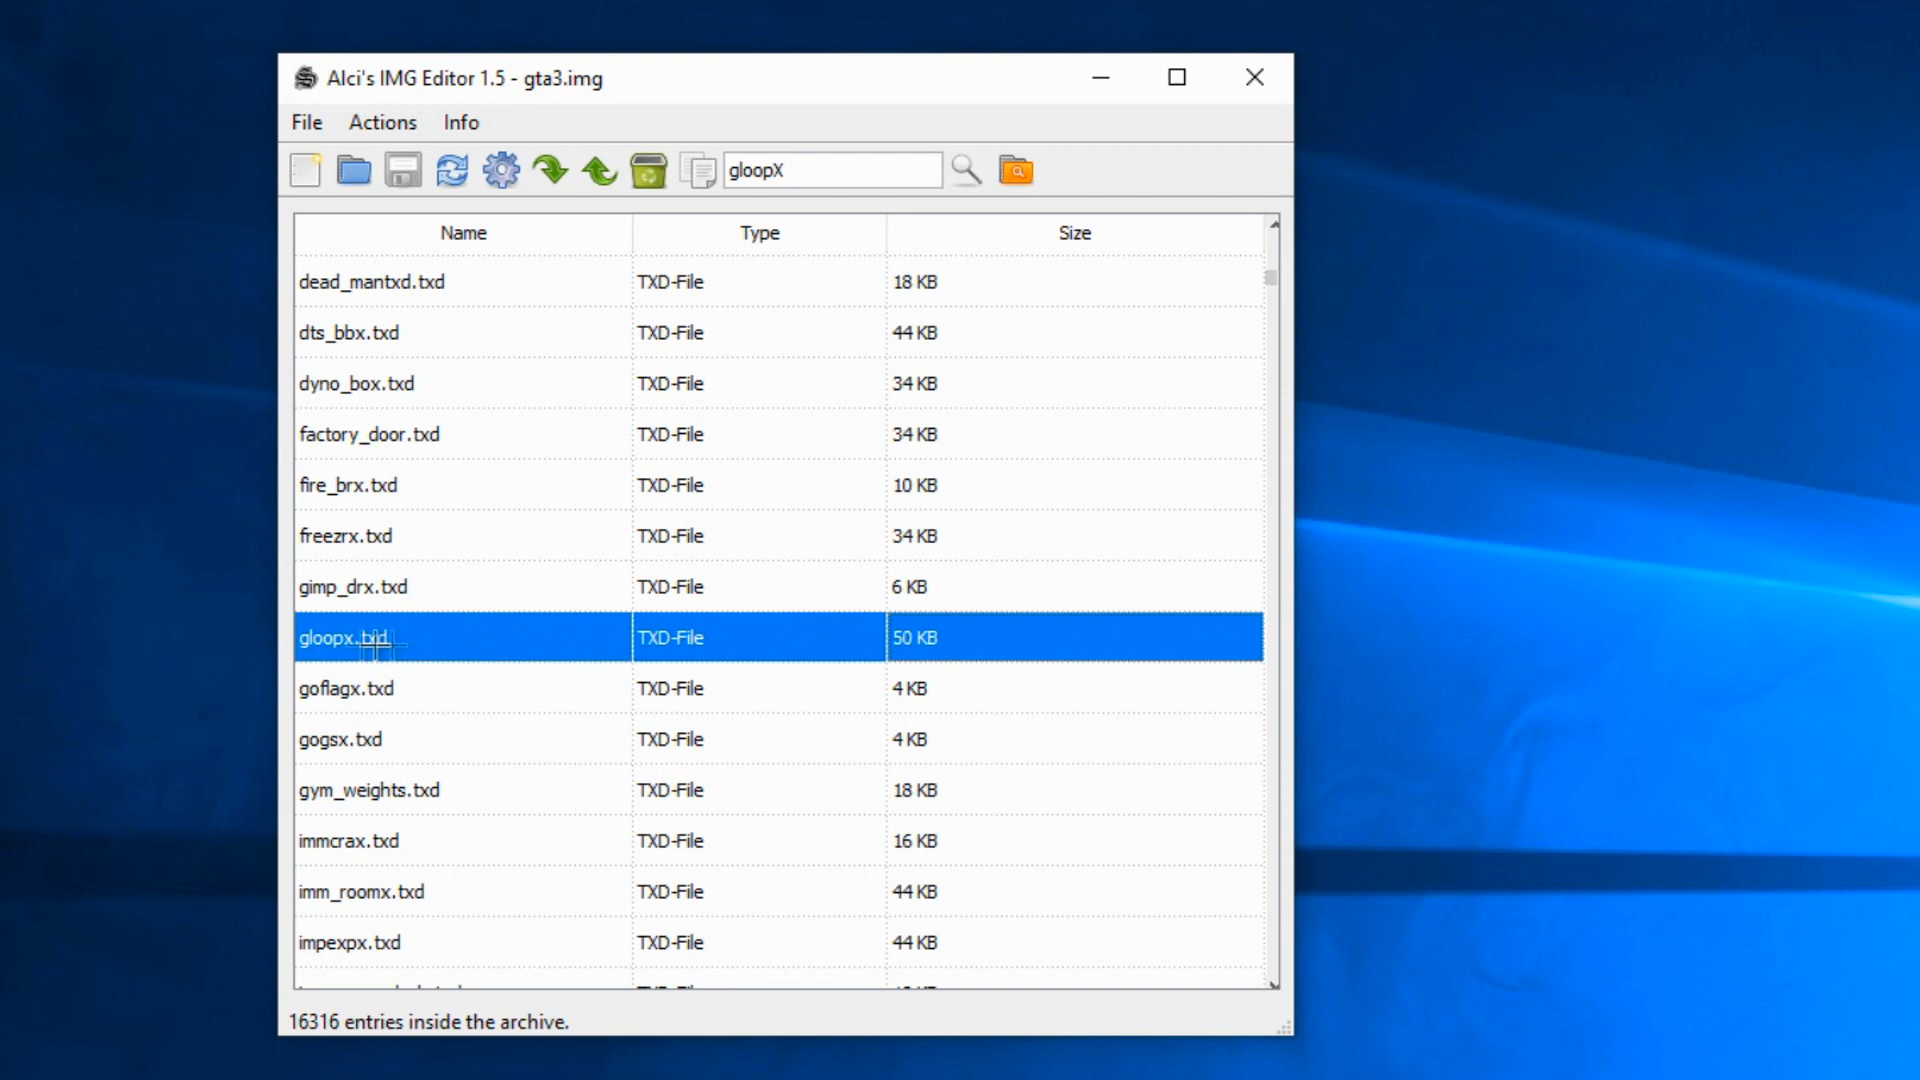 Alci's IMG Editor 1.5 - gta3.img
File Actions Info
gloopX
Name Type Size
dead_mantxd.txd TXD-File 18 KB
dts_bbx.txd TXD-File 44 KB
dyno_box.txd TXD-File 34 KB
factory_door.txd TXD-File 34 KB
fire_brx.txd TXD-File 10 KB
freezrx.txd TXD-File 34 KB
gimp_drx.txd TXD-File 6 KB
gloopx.txd TXD-File 50 KB
goflagx.txd TXD-File 4 KB
gogsx.txd TXD-File 4 KB
gym_weights.txd TXD-File 18 KB
immcrax.txd TXD-File 16 KB
imm_roomx.txd TXD-File 44 KB
impexpx.txd TXD-File 44 KB
16316 entries inside the archive.